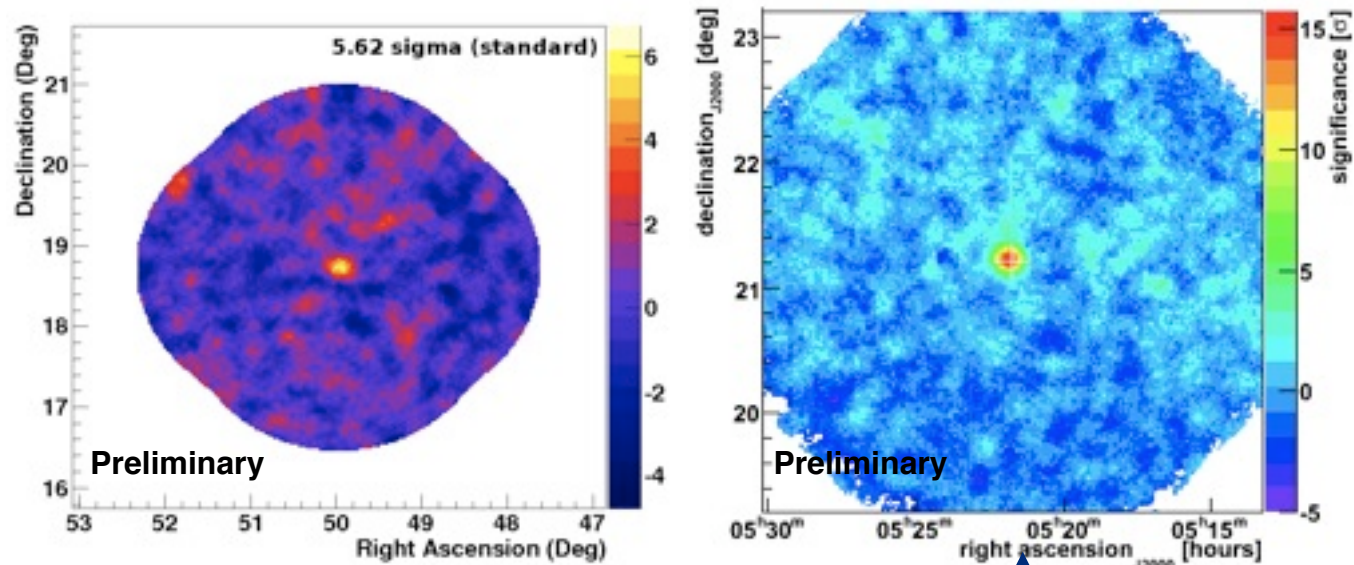 5.62 sigma (standard)
Declination (Deg)
21
20
19
18
17
16
Preliminary
53 52 51 50 49 48 47
Right Ascension (Deg)
6
4
2
0
-2
-4
declination J2000 [deg]
23
22
21
20
Preliminary
05h30m 05h25m 05h20m 05h15m
right ascension J2000 [hours]
significance [σ]
15
10
5
0
-5